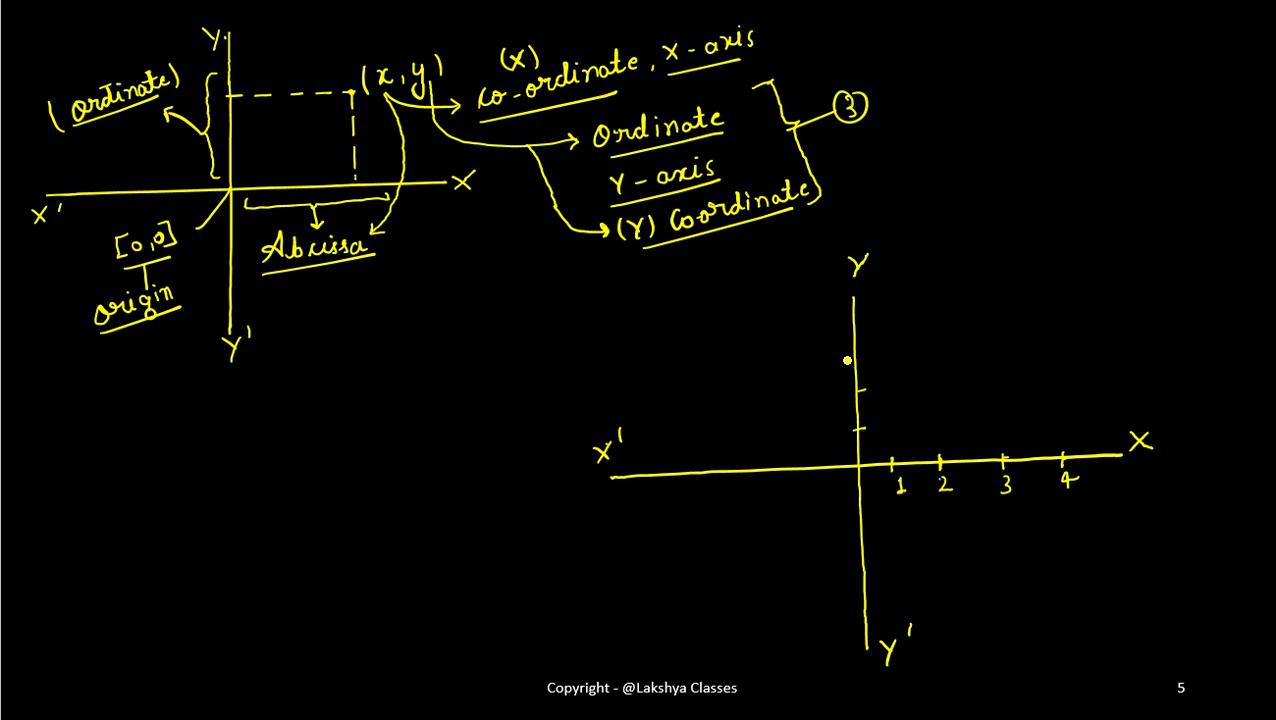 Y
(x, y)
(X)
co-ordinate, X-axis
(ordinate)
Ordinate
3
Y-axis
X
X'
(Y) Coordinate
[0,0]
Abcissa
origin
Y'
Y
X'
X
1 2 3 4
Y'
Copyright - @Lakshya Classes
5